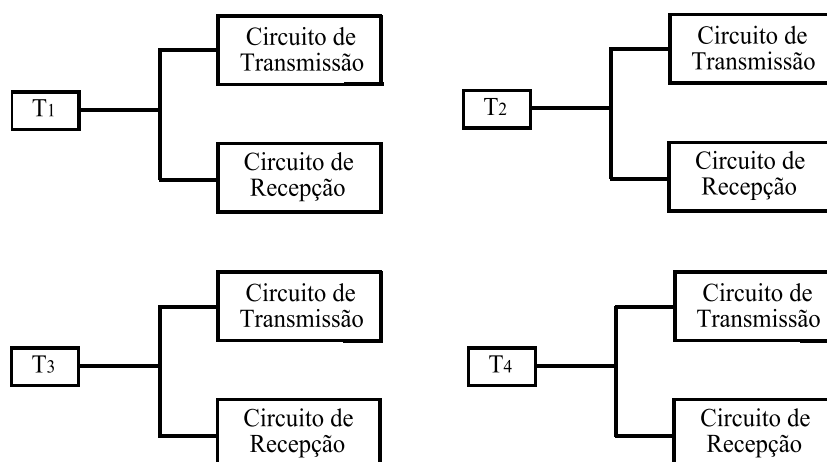 Circuito de
Transmissão
T1
Circuito de
Recepção
Circuito de
Transmissão
T2
Circuito de
Recepção
Circuito de
Transmissão
T3
Circuito de
Recepção
Circuito de
Transmissão
T4
Circuito de
Recepção